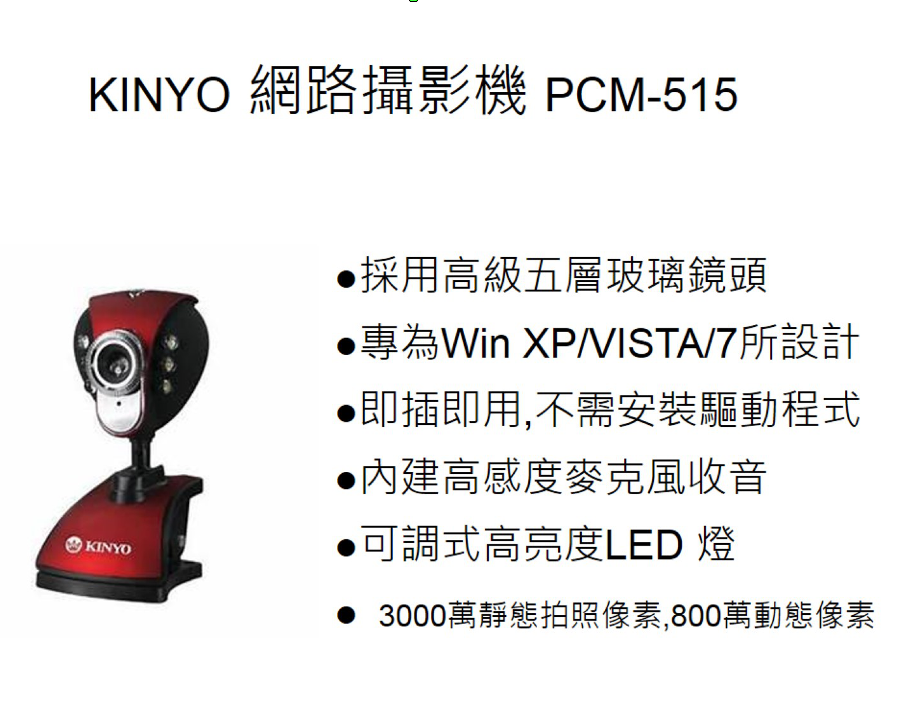 KINYO 網路攝影機 PCM-515
●採用高級五層玻璃鏡頭
●專為Win XP/VISTA/7所設計
●即插即用,不需安裝驅動程式
●內建高感度麥克風收音
●可調式高亮度LED 燈
● 3000萬靜態拍照像素,800萬動態像素
KINYO